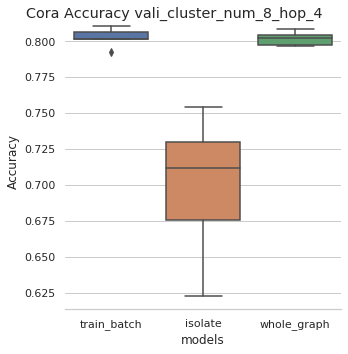 Cora Accuracy vali_cluster_num_8_hop_4
0.800
0.775
0.750
0.725
0.700
0.675
0.650
0.625
Accuracy
train_batch isolate whole_graph
models